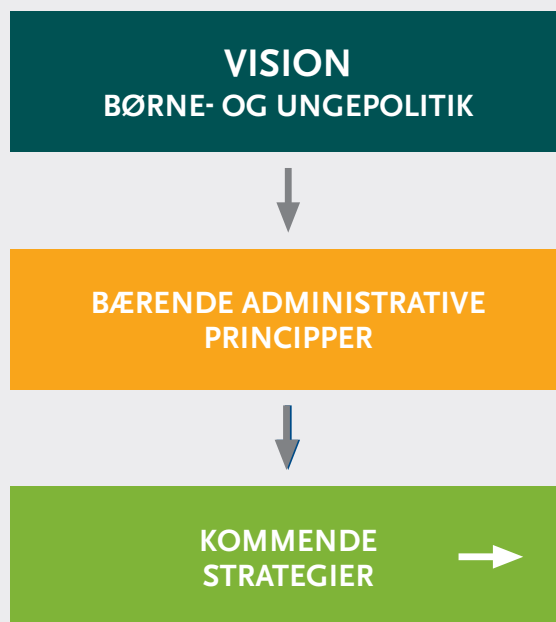 VISION
BØRNE- OG UNGEPOLITIK
BÆRENDE ADMINISTRATIVE
PRINCIPPER
KOMMENDE
STRATEGIER